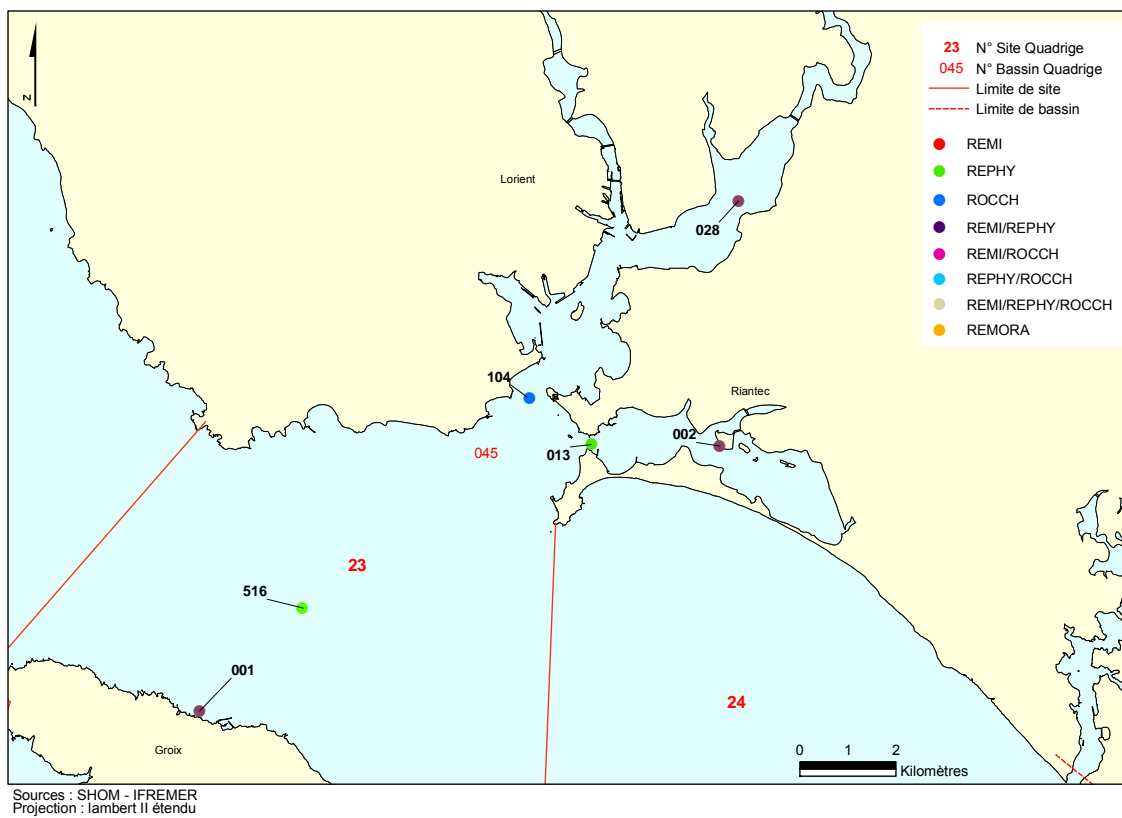 23 N° Site Quadrige
045 N° Bassin Quadrige
Limite de site
Limite de bassin
REMI
REPHY
ROCCH
REMI/REPHY
REMI/ROCCH
REPHY/ROCCH
REMI/REPHY/ROCCH
REMORA
N
Lorient
028
104
Riantec
002
045
013
23
516
001
24
Groix
0 1 2
Kilomètres
Sources : SHOM - IFREMER
Projection : lambert II étendu